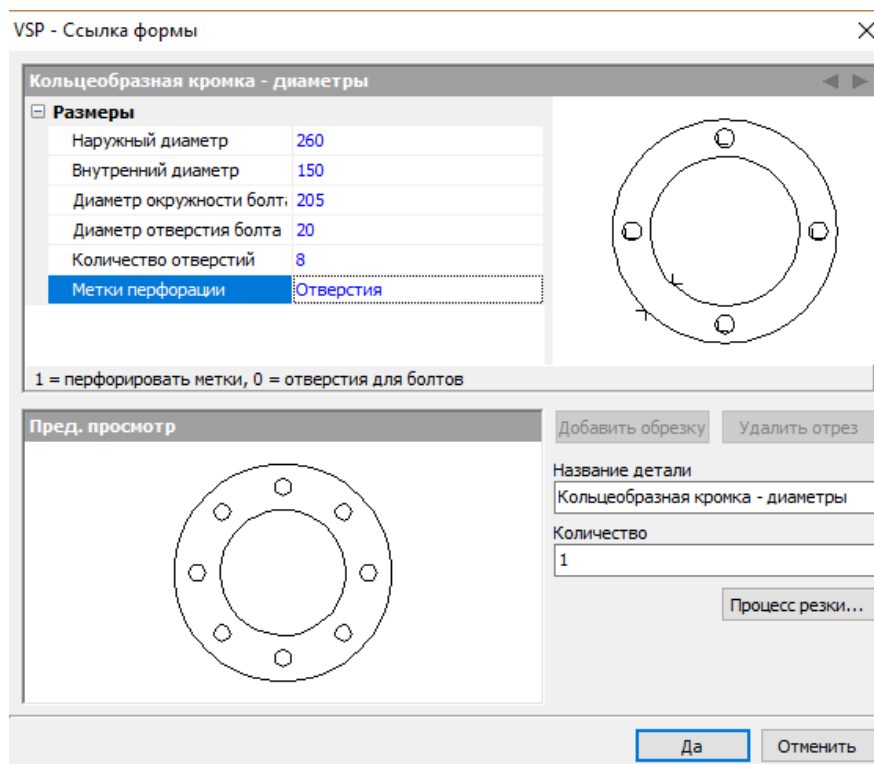 VSP - Ссылка формы
Кольцеобразная кромка - диаметры
Размеры
Наружный диаметр 260
Внутренний диаметр 150
Диаметр окружности болта 205
Диаметр отверстия болта 20
Количество отверстий 8
Метки перфорации Отверстия
1 = перфорировать метки, 0 = отверстия для болтов
Пред. просмотр
Добавить обрезку Удалить отрез
Название детали
Кольцеобразная кромка - диаметры
Количество
1
Процесс резки...
Да Отменить